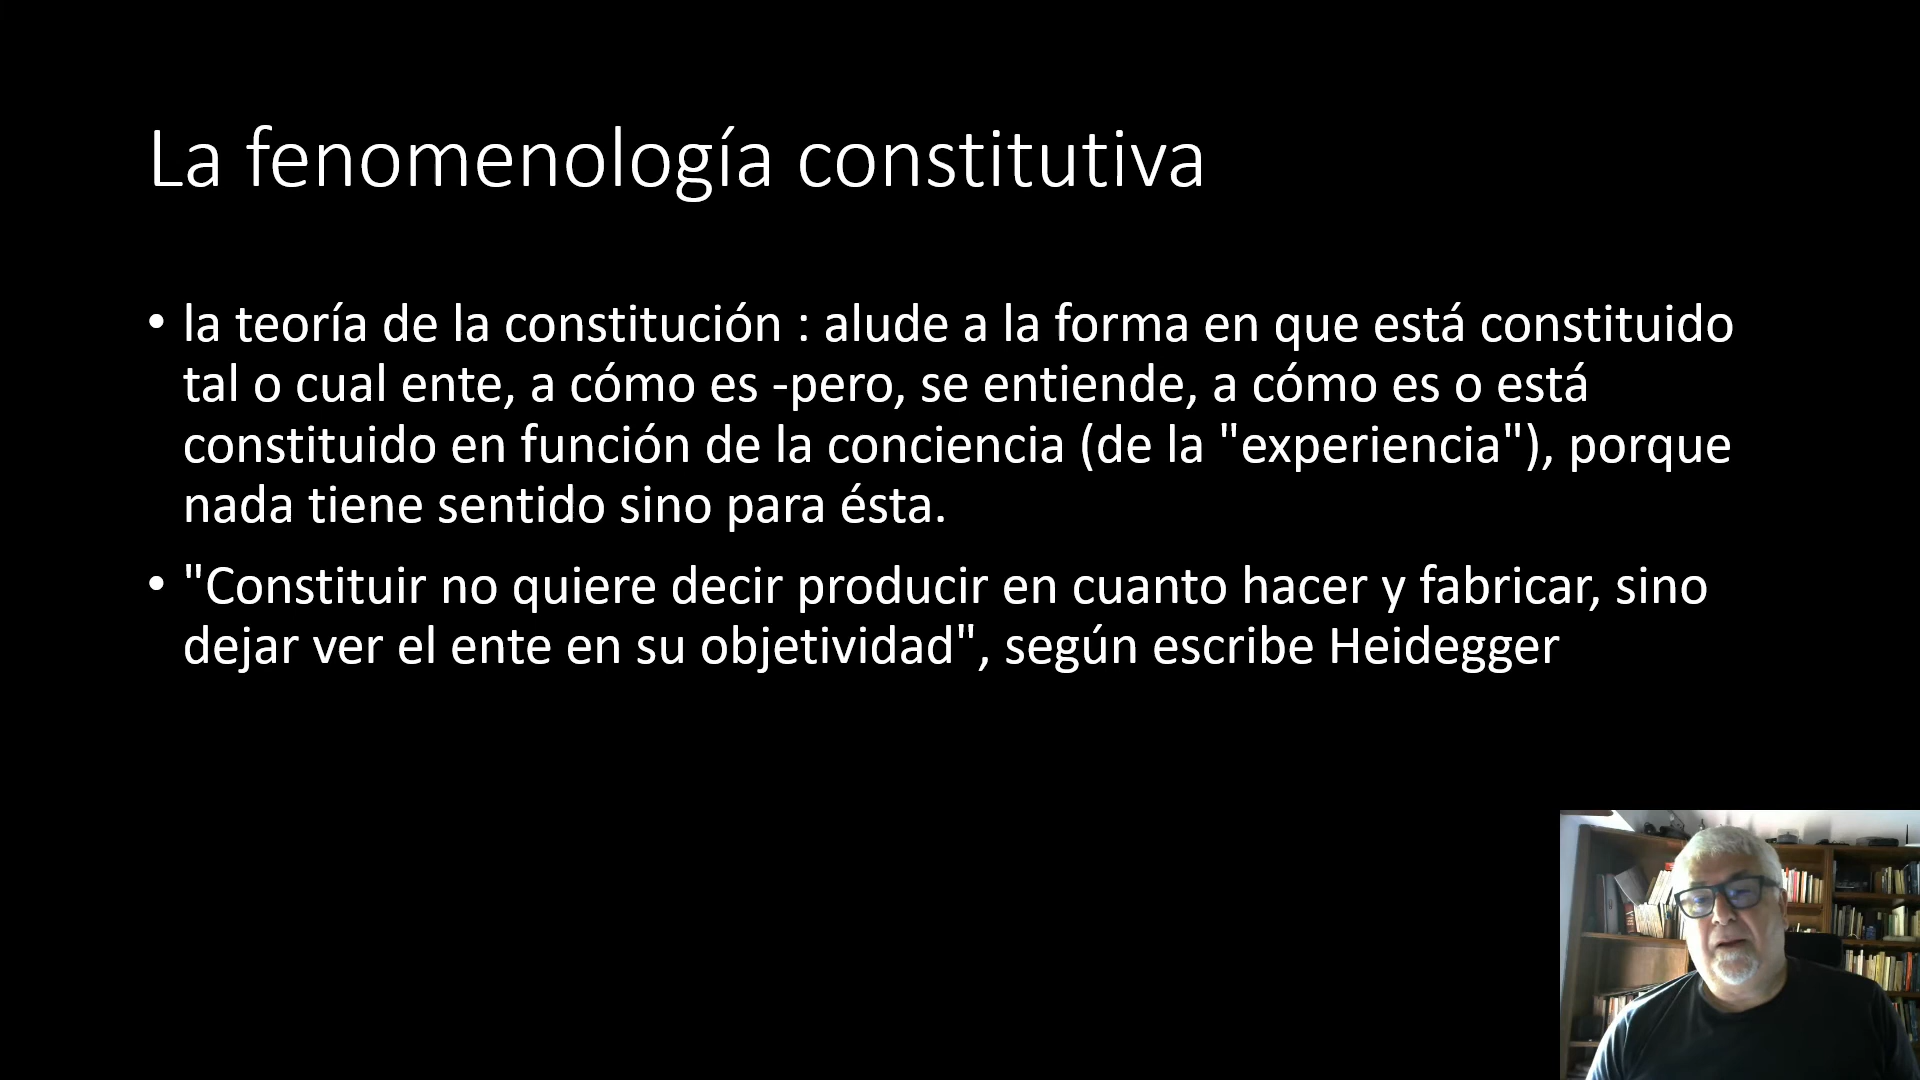 La fenomenología constitutiva
• la teoría de la constitución : alude a la forma en que está constituido
tal o cual ente, a cómo es -pero, se entiende, a cómo es o está
constituido en función de la conciencia (de la "experiencia"), porque
nada tiene sentido sino para ésta.
• "Constituir no quiere decir producir en cuanto hacer y fabricar, sino
dejar ver el ente en su objetividad", según escribe Heidegger